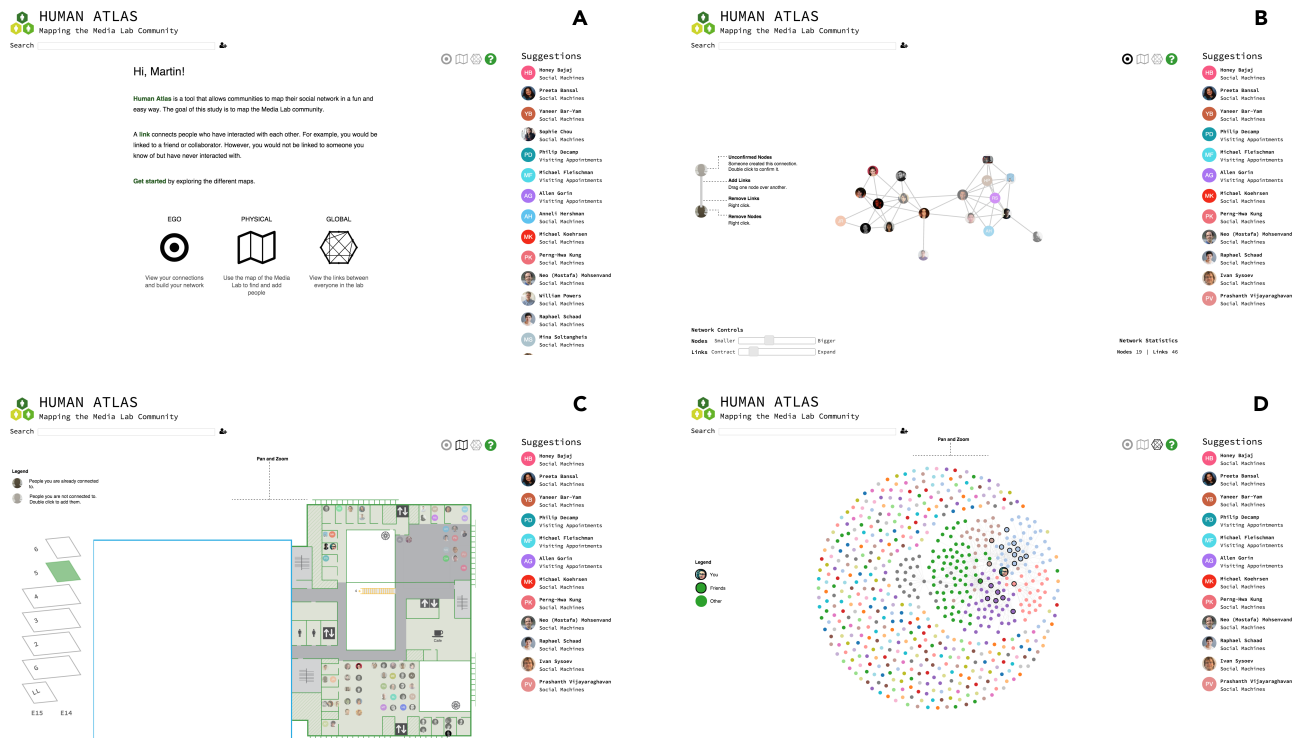 HUMAN ATLAS
Mapping the Media Lab Community
A
Search
Hi, Martin!
Human Atlas is a tool that allows communities to map their social network in a fun and
easy way. The goal of this study is to map the Media Lab community.
A link connects people who have interacted with each other. For example, you would be
linked to a friend or collaborator. However, you would not be linked to someone you
know of but have never interacted with.
Get started by exploring the different maps.
EGO
PHYSICAL
GLOBAL
View your connections
and build your network
Use the map of the Media
Lab to find and add
people
View the links between
everyone in the lab
?
Suggestions
HB
Honey Bajaj
Social Machines
Preeta Bansal
Social Machines
YB
Yaneer Bar-Yam
Social Machines
Sophie Chou
Social Machines
PD
Philip Decamp
Visiting Appointments
MF
Michael Fleischman
Visiting Appointments
AG
Allen Gorin
Visiting Appointments
AH
Anneli Hershman
Social Machines
MK
Michael Koehrsen
Social Machines
PK
Perng-Hwa Kung
Social Machines
Neo (Mostafa) Mohsenvand
Social Machines
William Powers
Social Machines
Raphael Schaad
Social Machines
MS
Mina Soltangheis
Social Machines
HUMAN ATLAS
Mapping the Media Lab Community
B
Search
?
Unconfirmed Nodes
Someone created this connection.
Double click to confirm it.
Add Links
Drag one node over another.
Remove Links
Right click.
Remove Nodes
Right click.
Network Controls
Nodes Smaller Bigger
Links Contract Expand
Network Statistics
Nodes 19 | Links 46
Suggestions
HB
Honey Bajaj
Social Machines
Preeta Bansal
Social Machines
YB
Yaneer Bar-Yam
Social Machines
PD
Philip Decamp
Visiting Appointments
MF
Michael Fleischman
Visiting Appointments
AG
Allen Gorin
Visiting Appointments
MK
Michael Koehrsen
Social Machines
PK
Perng-Hwa Kung
Social Machines
Neo (Mostafa) Mohsenvand
Social Machines
Raphael Schaad
Social Machines
Ivan Sysoev
Social Machines
PV
Prashanth Vijayaraghavan
Social Machines
HUMAN ATLAS
Mapping the Media Lab Community
C
Search
?
Pan and Zoom
Legend
People you are already connected
to.
People you are not connected to.
Double click to add them.
6
5
4
3
2
G
LL
E15 E14
Cafe
Suggestions
HB
Honey Bajaj
Social Machines
Preeta Bansal
Social Machines
YB
Yaneer Bar-Yam
Social Machines
PD
Philip Decamp
Visiting Appointments
MF
Michael Fleischman
Visiting Appointments
AG
Allen Gorin
Visiting Appointments
MK
Michael Koehrsen
Social Machines
PK
Perng-Hwa Kung
Social Machines
Neo (Mostafa) Mohsenvand
Social Machines
Raphael Schaad
Social Machines
Ivan Sysoev
Social Machines
PV
Prashanth Vijayaraghavan
Social Machines
HUMAN ATLAS
Mapping the Media Lab Community
D
Search
?
Pan and Zoom
Legend
You
Friends
Other
Suggestions
HB
Honey Bajaj
Social Machines
Preeta Bansal
Social Machines
YB
Yaneer Bar-Yam
Social Machines
PD
Philip Decamp
Visiting Appointments
MF
Michael Fleischman
Visiting Appointments
AG
Allen Gorin
Visiting Appointments
MK
Michael Koehrsen
Social Machines
PK
Perng-Hwa Kung
Social Machines
Neo (Mostafa) Mohsenvand
Social Machines
Raphael Schaad
Social Machines
Ivan Sysoev
Social Machines
PV
Prashanth Vijayaraghavan
Social Machines